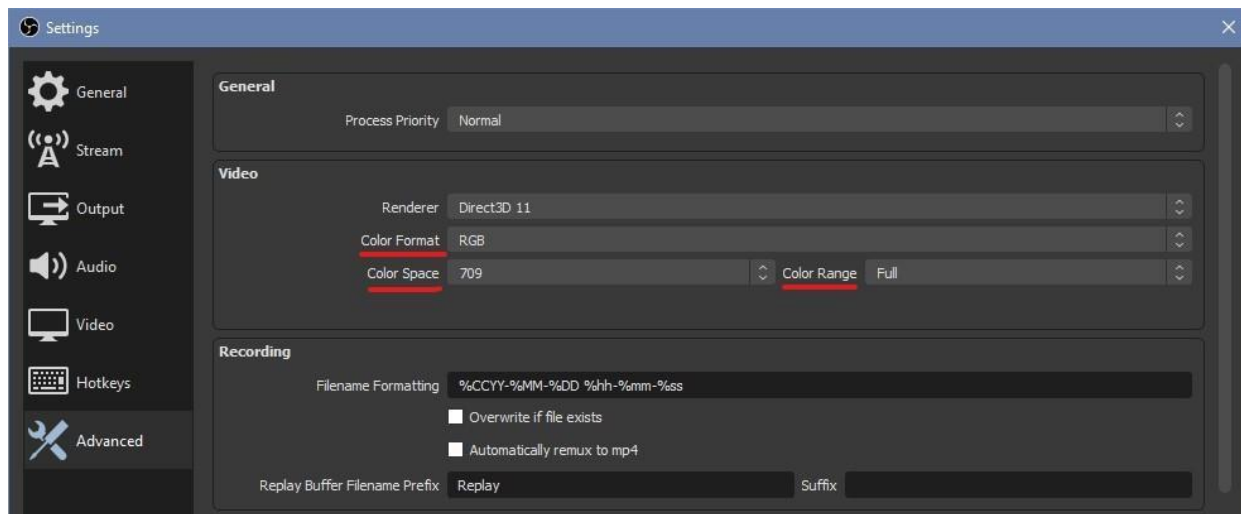 Settings
General
Stream
Output
Audio
Video
Hotkeys
Advanced
General
Process Priority Normal
Video
Renderer Direct3D 11
Color Format RGB
Color Space 709 Color Range Full
Recording
Filename Formatting %CCYY-%MM-%DD %hh-%mm-%ss
Overwrite if file exists
Automatically remux to mp4
Replay Buffer Filename Prefix Replay Suffix